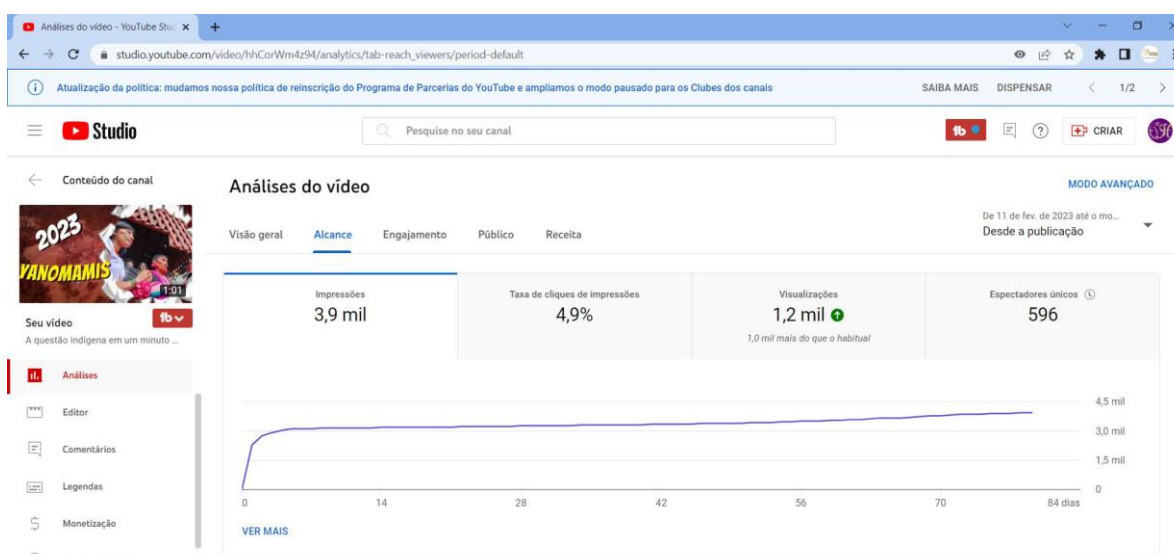 Análises do vídeo - YouTube Stu
studio.youtube.com/video/hhCorWm4z94/analytics/tab-reach_viewers/period-default
Atualização da política: mudamos nossa política de reinscrição do Programa de Parcerias do YouTube e ampliamos o modo pausado para os Clubes dos canais
SAIBA MAIS DISPENSAR 1/2
Studio
Pesquise no seu canal
CRIAR
Conteúdo do canal
Análises do vídeo
MODO AVANÇADO
2023
YANOMAMIS
1:01
Visão geral Alcance Engajamento Público Receita
De 11 de fev. de 2023 até o mo...
Desde a publicação
Seu vídeo
A questão indígena em um minuto ...
Impressões
3,9 mil
Taxa de cliques de impressões
4,9%
Visualizações
1,2 mil
1,0 mil mais do que o habitual
Espectadores únicos
596
Análises
Editor
Comentários
Legendas
Monetização
4,5 mil
3,0 mil
1,5 mil
0
0 14 28 42 56 70 84 dias
VER MAIS